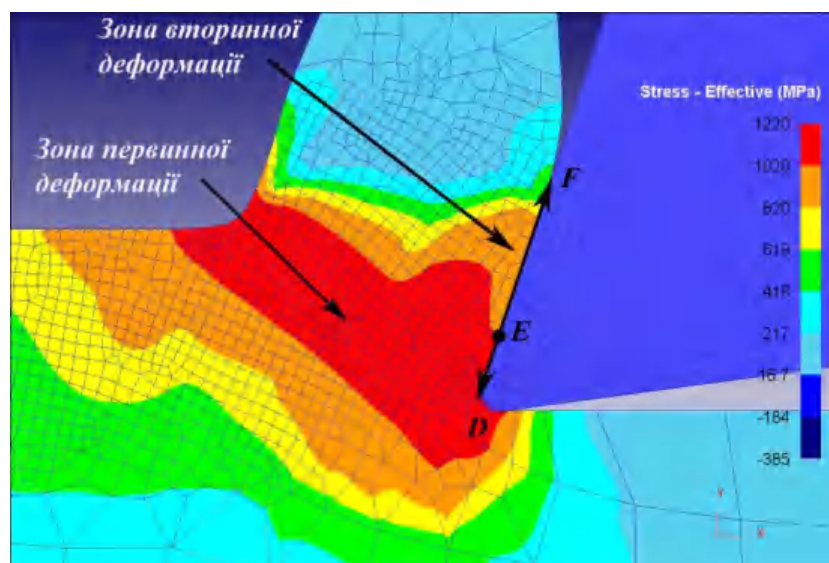 Зона вторинної
деформації
Зона первинної
деформації
Stress - Effective (MPa)
1220
1020
820
619
418
217
16.7
-184
-385
F
E
D
Y
X